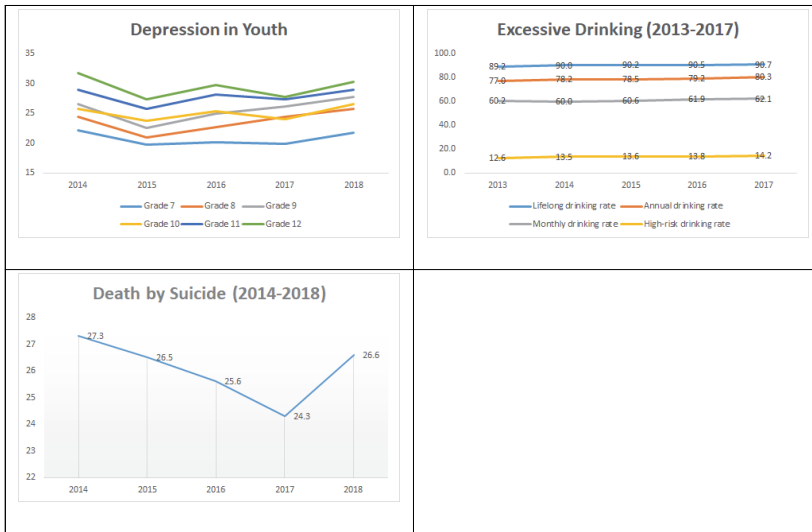 Depression in Youth
35
30
25
20
15
2014 2015 2016 2017 2018
Grade 7 Grade 8 Grade 9
Grade 10 Grade 11 Grade 12
Excessive Drinking (2013-2017)
100.0
80.0
60.0
40.0
20.0
0.0
89.2 90.0 90.2 90.5 90.7
77.0 78.2 78.5 79.2 80.3
60.2 60.0 60.6 61.9 62.1
12.6 13.5 13.6 13.8 14.2
2013 2014 2015 2016 2017
Lifelong drinking rate Annual drinking rate
Monthly drinking rate High-risk drinking rate
Death by Suicide (2014-2018)
28
27
26
25
24
23
22
27.3
26.5
25.6
24.3
26.6
2014 2015 2016 2017 2018